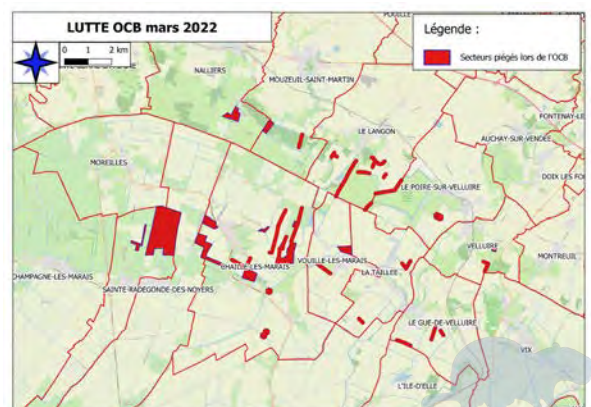 LUTTE OCB mars 2022
0 1 2 km
Légende :
Secteurs piégés lors de l'OCB
NALLIERS
MOUZEUIL-SAINT-MARTIN
FONTENAY-LE
LE LANGON
AUCHAY-SUR-VENDEE
MOREILLES
DOIX LES FO
LE POIRE-SUR-VELLUIRE
VELLUIRE
MONTREUIL
CHAILLE-LES-MARAIS
VOUILLE-LES-MARAIS
LA TAILLEE
CHAMPAGNE-LES-MARAIS
SAINTE-RADEGONDE-DES-NOYERS
LE GUE-DE-VELLUIRE
VIX
L'ILE-D'ELLE